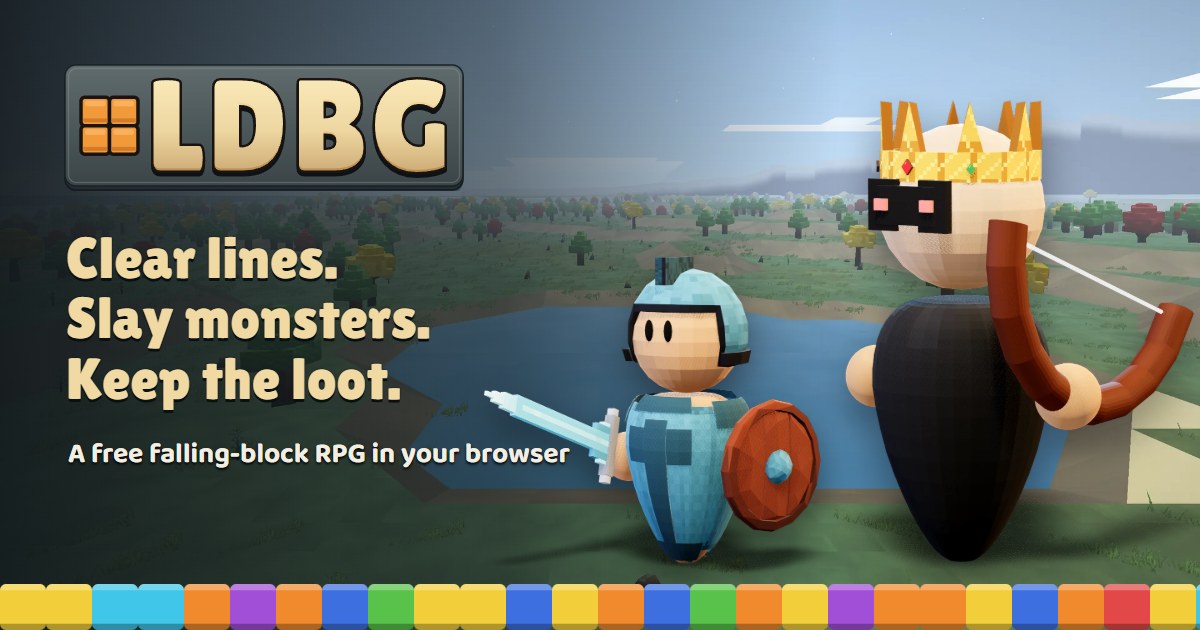 LDBG
Clear lines.
Slay monsters.
Keep the loot.
A free falling-block RPG in your browser